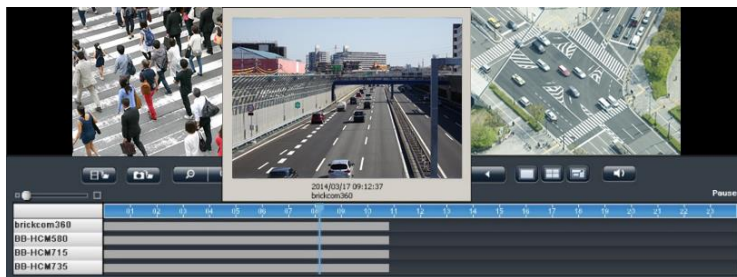 2014/03/17 09:12:37
brickcom360
Pause
01 02 03 04 05 06 07 08 09 10 11 12 13 14 15 16 17 18 19 20 21 22 23
brickcom360
BB-HCM580
BB-HCM715
BB-HCM735